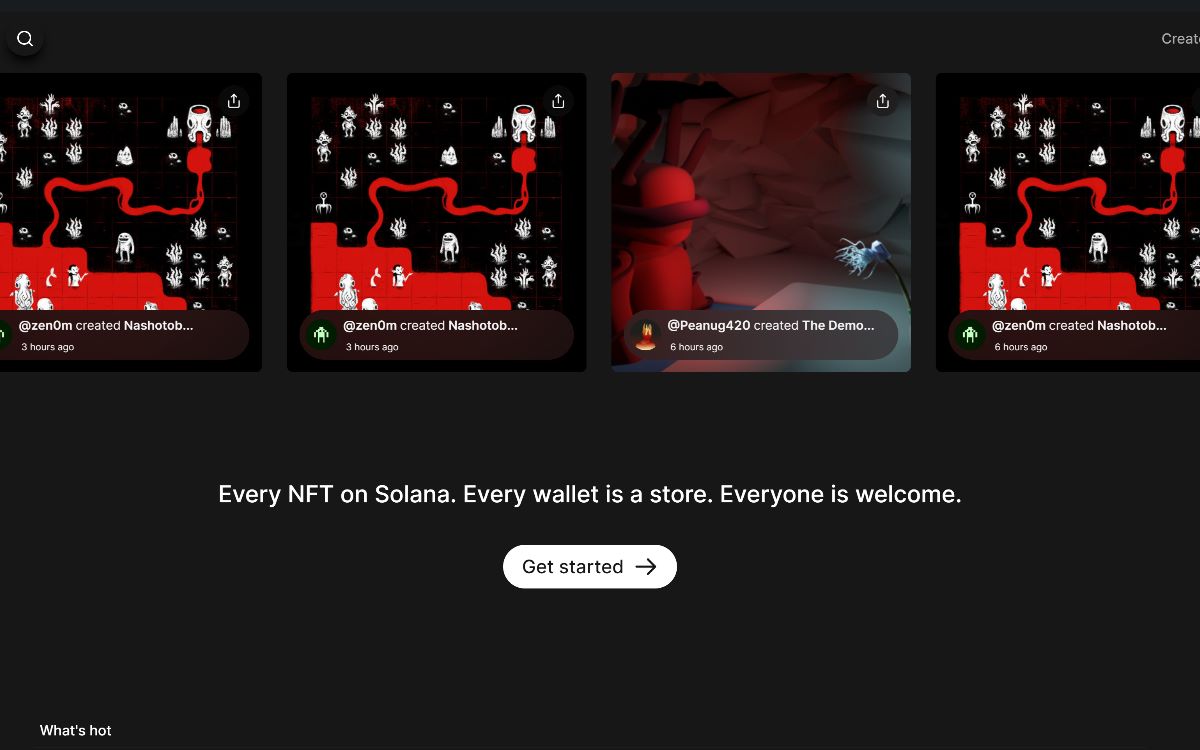 Create
@zen0m created Nashotob...
3 hours ago
@zen0m created Nashotob...
3 hours ago
@Peanug420 created The Demo...
6 hours ago
@zen0m created Nashotob...
6 hours ago
Every NFT on Solana. Every wallet is a store. Everyone is welcome.
Get started
What's hot